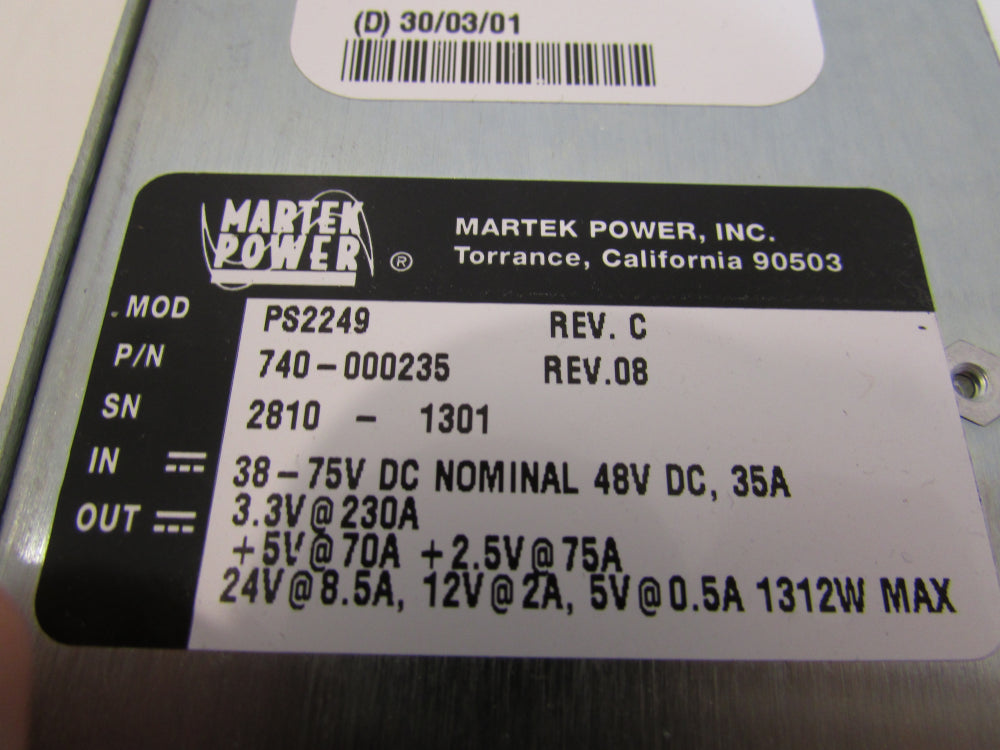 (D) 30/03/01
MARTEK
POWER ®
MARTEK POWER, INC.
Torrance, California 90503
MOD PS2249 REV. C
P/N 740-000235 REV.08
SN 2810 - 1301
IN 38-75V DC NOMINAL 48V DC, 35A
OUT 3.3V@230A
+5V@70A +2.5V@75A
24V@8.5A, 12V@2A, 5V@0.5A 1312W MAX